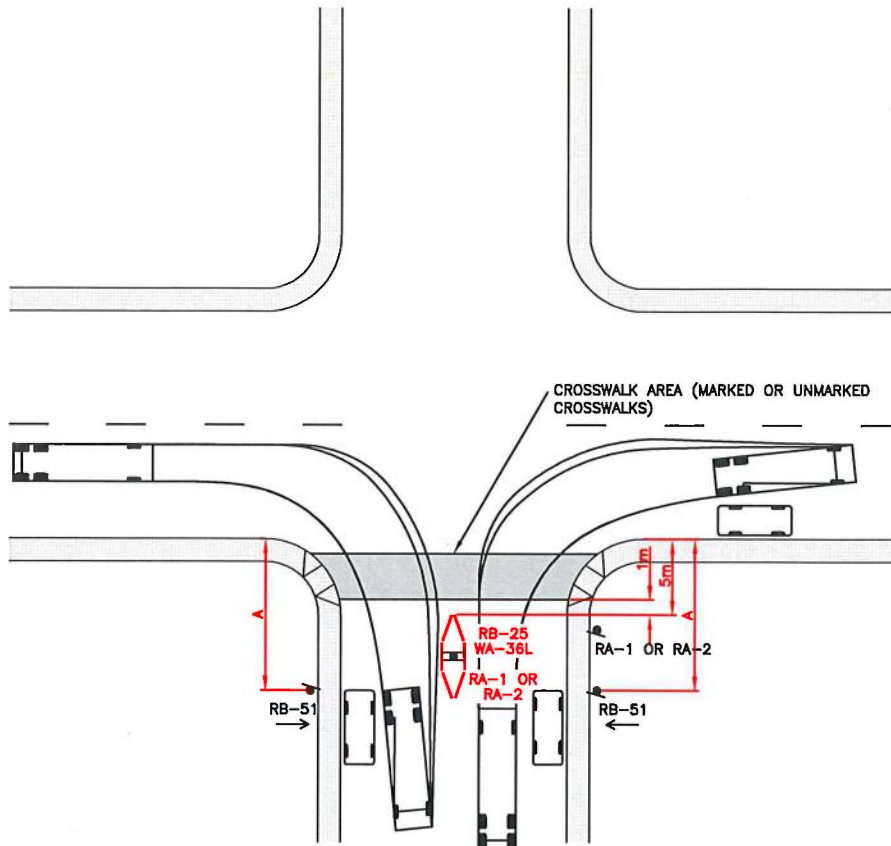 CROSSWALK AREA (MARKED OR UNMARKED
CROSSWALKS)
A
1m
5m
A
RB-25
WA-36L
RA-1 OR
RA-2
RA-1 OR RA-2
RB-51
RB-51